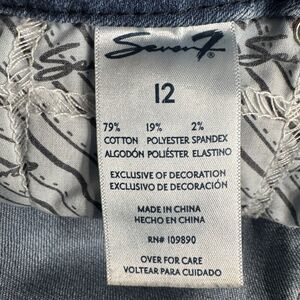 Seven7
12
79% 19% 2%
COTTON POLYESTER SPANDEX
ALGODÓN POLIÉSTER ELASTINO
EXCLUSIVE OF DECORATION
EXCLUSIVO DE DECORACIÓN
MADE IN CHINA
HECHO EN CHINA
RN# 109890
OVER FOR CARE
VOLTEAR PARA CUIDADO